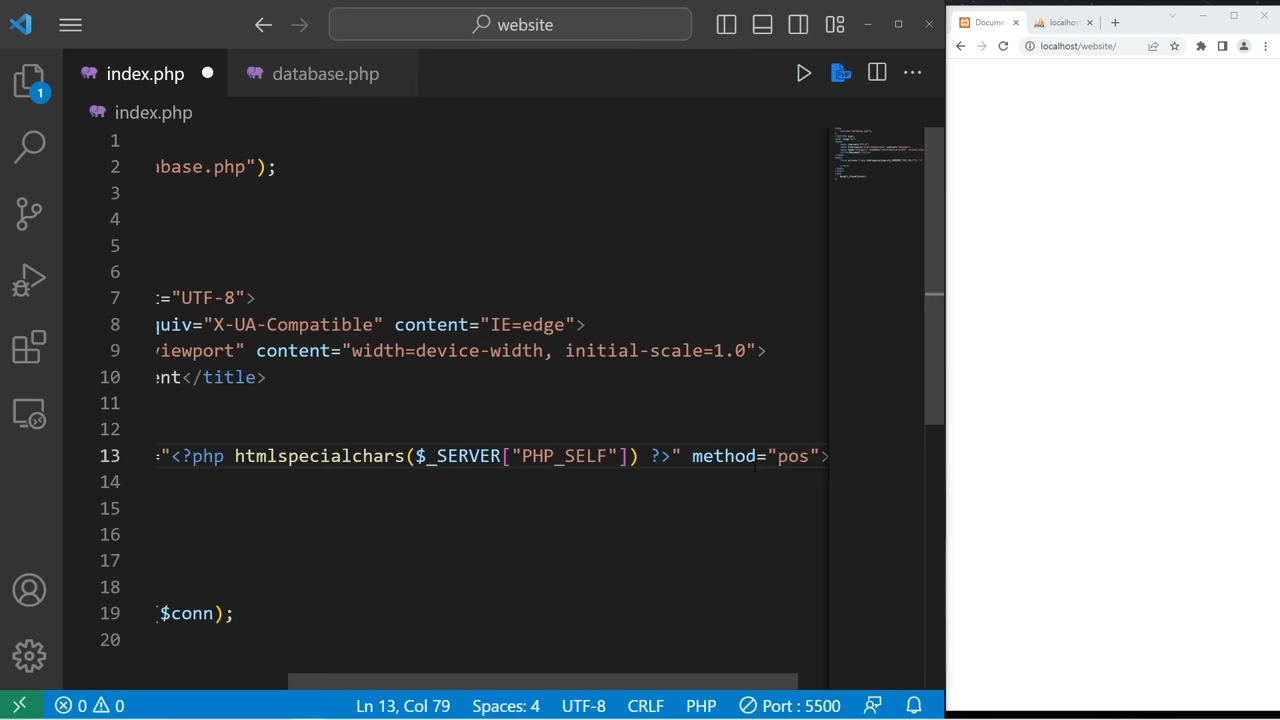 website
Docume
localhos
localhost/website/
index.php
database.php
1
index.php
1
2 base.php");
3
4
5
6
7 ="UTF-8">
8 quiv="X-UA-Compatible" content="IE=edge">
9 viewport" content="width=device-width, initial-scale=1.0">
10 ent</title>
11
12
13 ="<?php htmlspecialchars($_SERVER["PHP_SELF"]) ?>" method="pos">
14
15
16
17
18
19 $conn);
20
0 0 Ln 13, Col 79 Spaces: 4 UTF-8 CRLF PHP Port : 5500